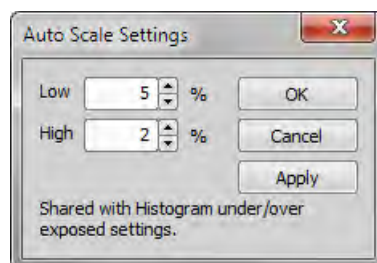 Auto Scale Settings
Low 5 % OK
High 2 % Cancel
Apply
Shared with Histogram under/over
exposed settings.